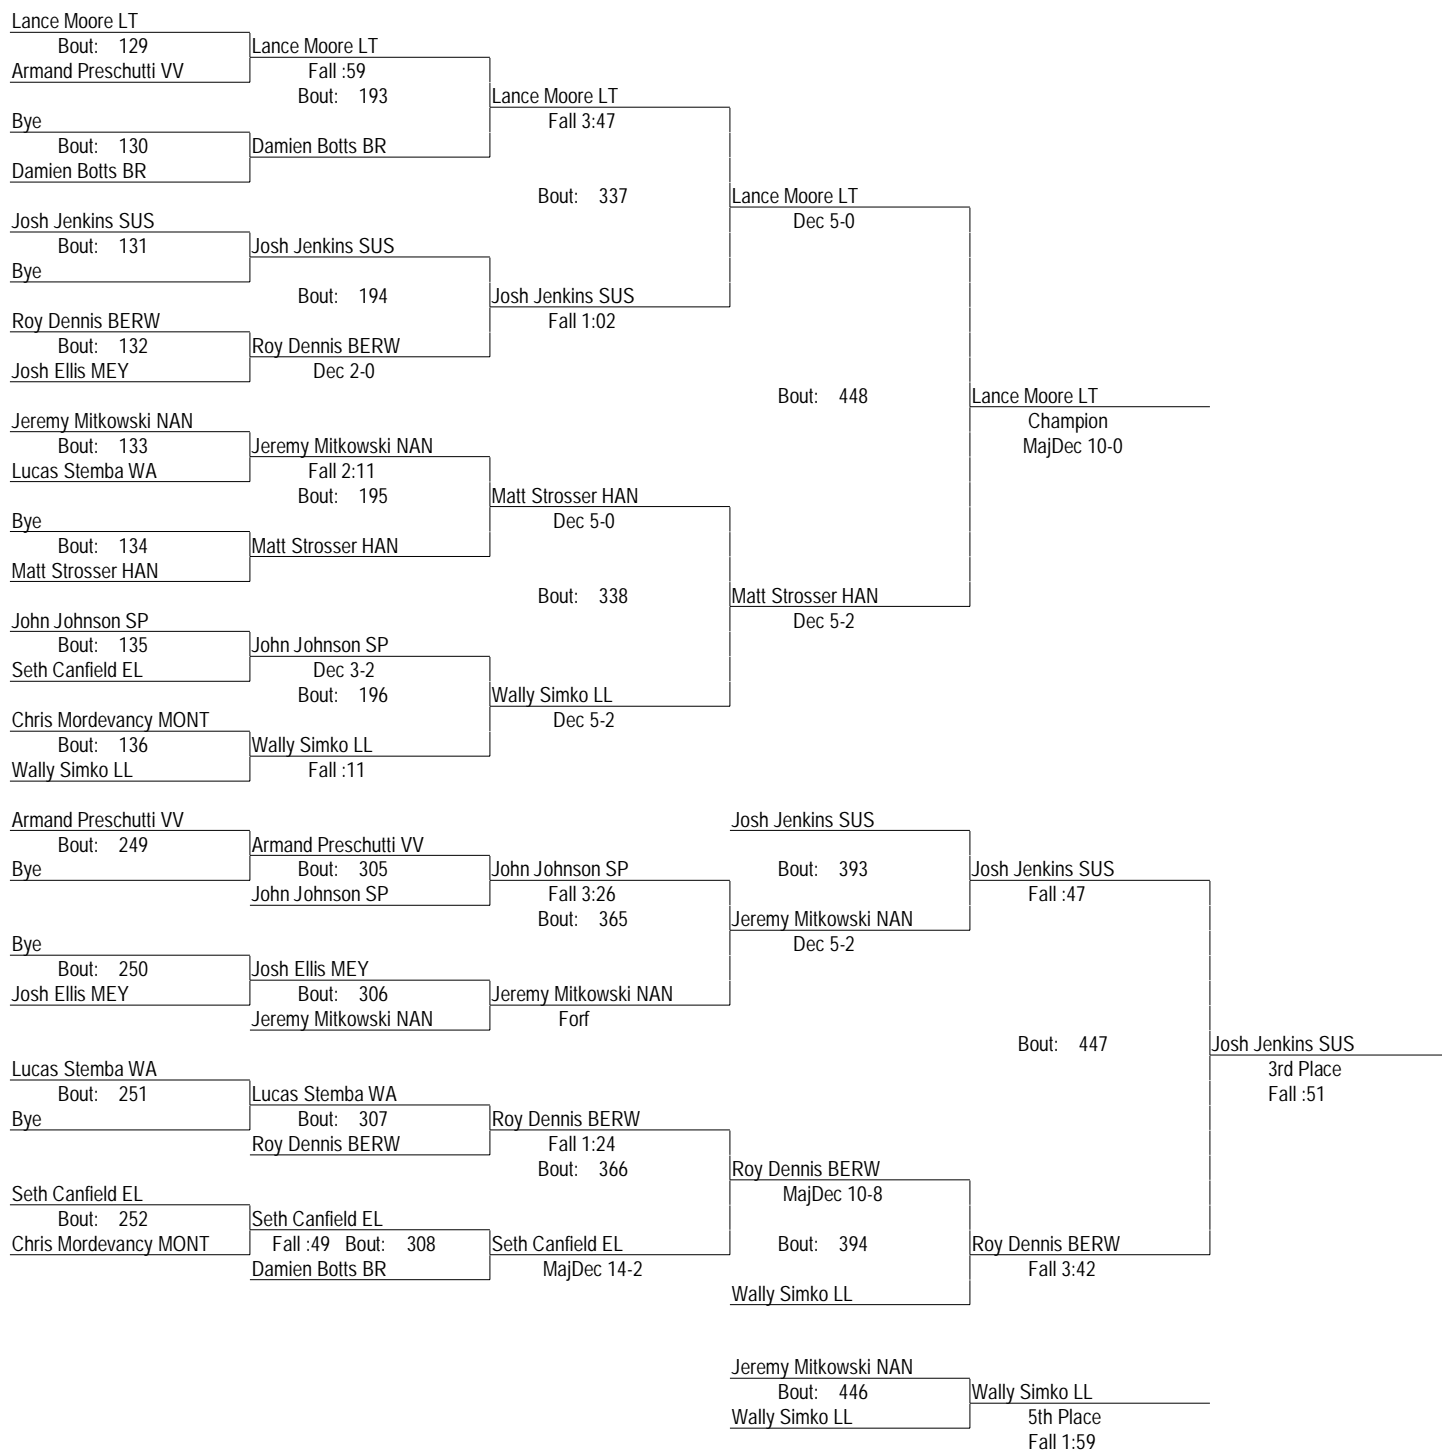 Lance Moore LT
Bout: 129
Armand Preschutti VV
Lance Moore LT
Fall :59
Bout: 193
Bye
Bout: 130
Damien Botts BR
Damien Botts BR
Lance Moore LT
Fall 3:47
Bout: 337
Josh Jenkins SUS
Bout: 131
Bye
Josh Jenkins SUS
Bout: 194
Roy Dennis BERW
Bout: 132
Josh Ellis MEY
Roy Dennis BERW
Dec 2-0
Josh Jenkins SUS
Fall 1:02
Lance Moore LT
Dec 5-0
Bout: 448
Lance Moore LT
Champion
MajDec 10-0
Jeremy Mitkowski NAN
Bout: 133
Lucas Stemba WA
Jeremy Mitkowski NAN
Fall 2:11
Bout: 195
Bye
Bout: 134
Matt Strosser HAN
Matt Strosser HAN
Matt Strosser HAN
Dec 5-0
Bout: 338
John Johnson SP
Bout: 135
Seth Canfield EL
John Johnson SP
Dec 3-2
Bout: 196
Chris Mordevancy MONT
Bout: 136
Wally Simko LL
Wally Simko LL
Fall :11
Wally Simko LL
Dec 5-2
Matt Strosser HAN
Dec 5-2
Armand Preschutti VV
Bout: 249
Bye
Armand Preschutti VV
Bout: 305
John Johnson SP
John Johnson SP
Fall 3:26
Bout: 365
Bye
Bout: 250
Josh Ellis MEY
Josh Ellis MEY
Bout: 306
Jeremy Mitkowski NAN
Jeremy Mitkowski NAN
Forf
Josh Jenkins SUS
Bout: 393
Jeremy Mitkowski NAN
Dec 5-2
Josh Jenkins SUS
Fall :47
Bout: 447
Josh Jenkins SUS
3rd Place
Fall :51
Lucas Stemba WA
Bout: 251
Bye
Lucas Stemba WA
Bout: 307
Roy Dennis BERW
Roy Dennis BERW
Fall 1:24
Bout: 366
Seth Canfield EL
Bout: 252
Chris Mordevancy MONT
Seth Canfield EL
Fall :49 Bout: 308
Damien Botts BR
Seth Canfield EL
MajDec 14-2
Roy Dennis BERW
MajDec 10-8
Bout: 394
Wally Simko LL
Roy Dennis BERW
Fall 3:42
Jeremy Mitkowski NAN
Bout: 446
Wally Simko LL
Wally Simko LL
5th Place
Fall 1:59